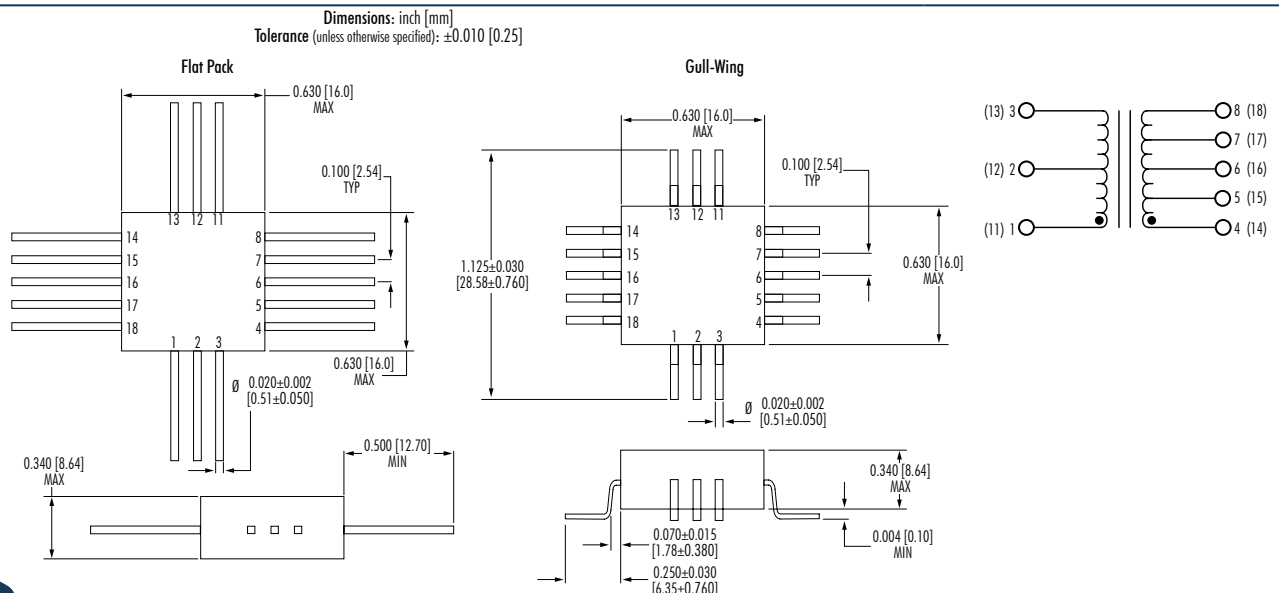 Dimensions: inch [mm]
Tolerance (unless otherwise specified): ±0.010 [0.25]
Flat Pack
0.630 [16.0]
MAX
0.100 [2.54]
TYP
13 12 11
14
15
16
17
18
8
7
6
5
4
1 2 3
0.630 [16.0]
MAX
Ø 0.020±0.002
[0.51±0.050]
0.340 [8.64]
MAX
0.500 [12.70]
MIN
Gull-Wing
0.630 [16.0]
MAX
0.100 [2.54]
TYP
13 12 11
14
15
16
17
18
8
7
6
5
4
1 2 3
1.125±0.030
[28.58±0.760]
0.630 [16.0]
MAX
Ø 0.020±0.002
[0.51±0.050]
0.340 [8.64]
MAX
0.070±0.015
[1.78±0.380]
0.004 [0.10]
MIN
0.250±0.030
[6.35±0.760]
(13) 3
(12) 2
(11) 1
8 (18)
7 (17)
6 (16)
5 (15)
4 (14)